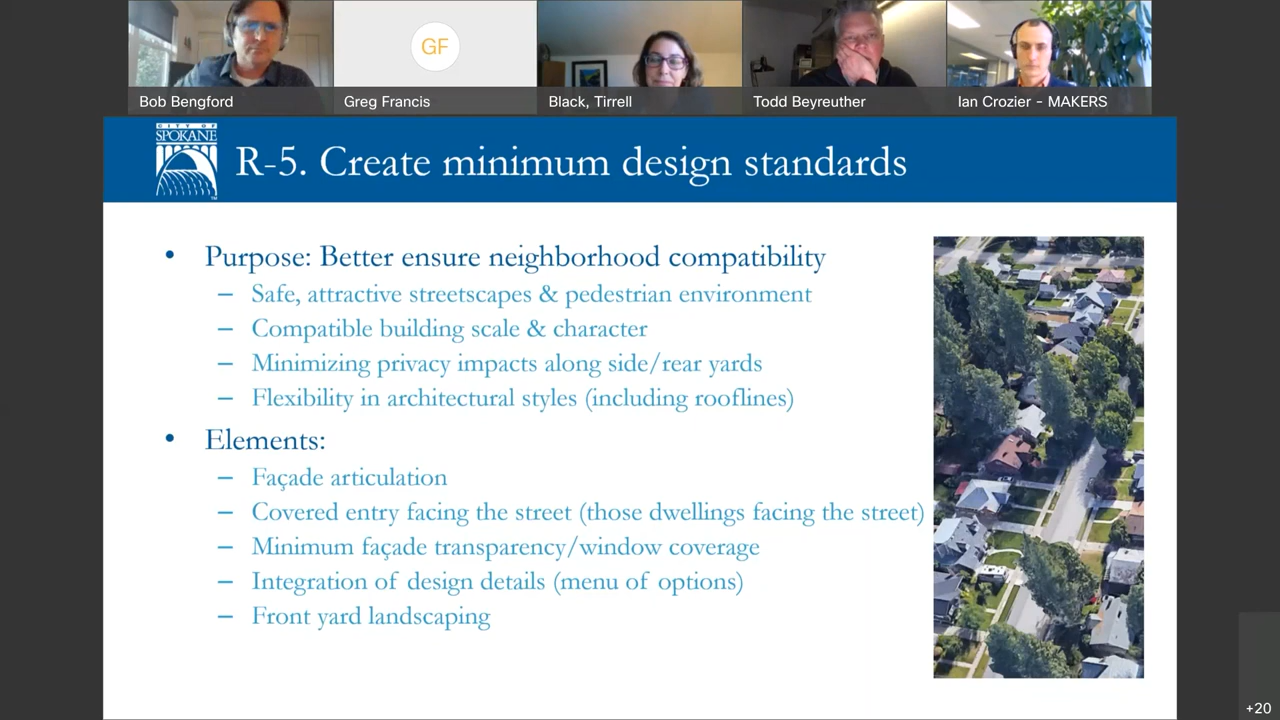 GF
Bob Bengford
Greg Francis
Black, Tirrell
Todd Beyreuther
Ian Crozier - MAKERS
CITY OF
SPOKANE
R-5. Create minimum design standards
• Purpose: Better ensure neighborhood compatibility
– Safe, attractive streetscapes & pedestrian environment
– Compatible building scale & character
– Minimizing privacy impacts along side/rear yards
– Flexibility in architectural styles (including rooflines)
• Elements:
– Façade articulation
– Covered entry facing the street (those dwellings facing the street)
– Minimum façade transparency/window coverage
– Integration of design details (menu of options)
– Front yard landscaping
+20